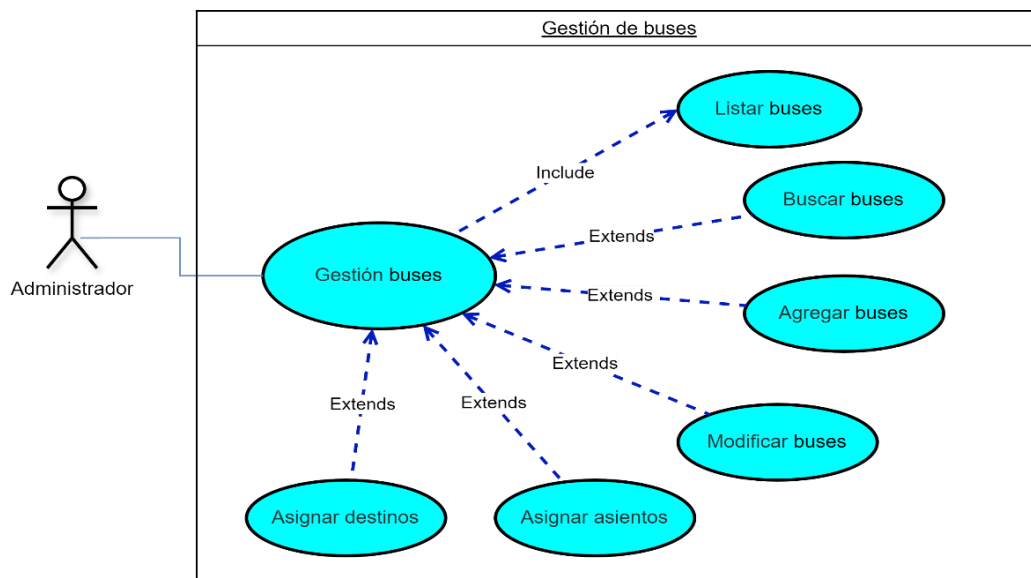 Gestión de buses
Listar buses
Include
Buscar buses
Extends
Gestión buses
Administrador
Extends
Agregar buses
Extends
Modificar buses
Extends
Extends
Asignar destinos
Asignar asientos